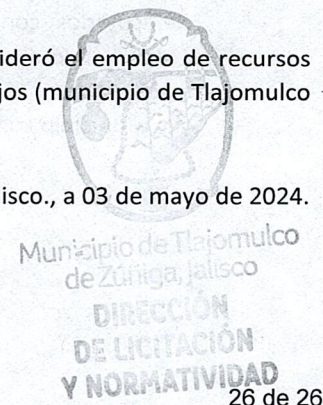 ideró el empleo de recursos
jos (municipio de Tlajomulco
isco., a 03 de mayo de 2024.
Municipio de Tlajomulco
de Zúñiga, Jalisco
DIRECCIÓN
DE LICITACIÓN
Y NORMATIVIDAD
26 de 26